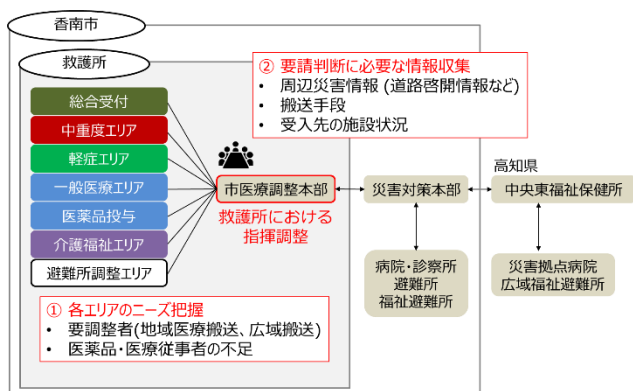 香南市
救護所
② 要請判断に必要な情報収集
• 周辺災害情報 (道路啓開情報など)
• 搬送手段
• 受入先の施設状況
総合受付
中重度エリア
軽症エリア
一般医療エリア
医薬品投与
介護福祉エリア
避難所調整エリア
市医療調整本部
救護所における
指揮調整
災害対策本部
高知県
中央東福祉保健所
病院・診察所
避難所
福祉避難所
災害拠点病院
広域福祉避難所
① 各エリアのニーズ把握
• 要調整者(地域医療搬送、広域搬送)
• 医薬品・医療従事者の不足